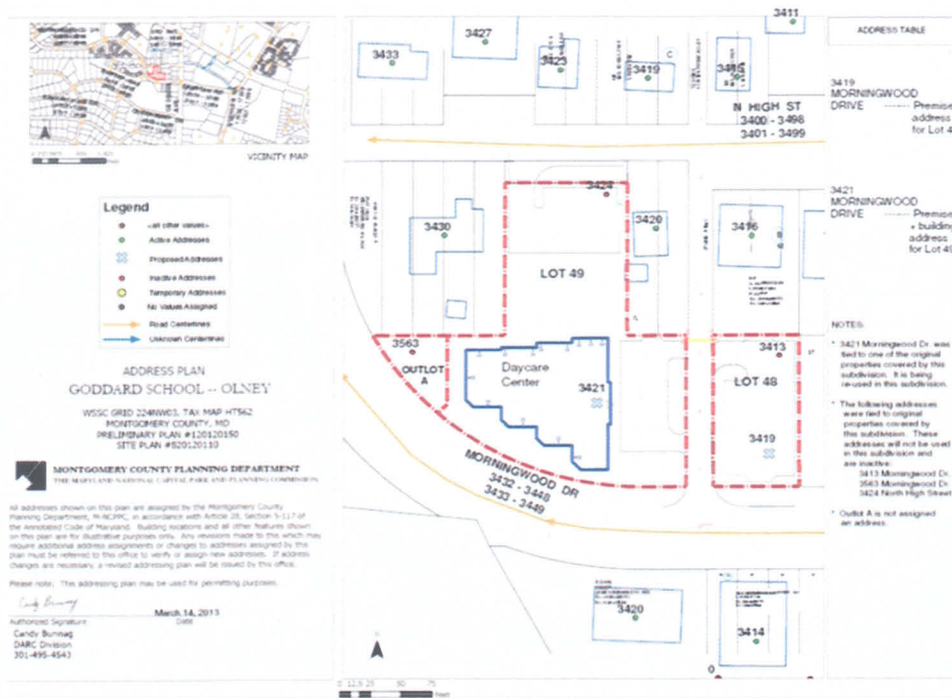 VICINITY MAP
Legend
<all other values>
Active Addresses
Proposed Addresses
Inactive Addresses
Temporary Addresses
No Values Assigned
Road Centerlines
Unknown Centerlines
ADDRESS PLAN
GODDARD SCHOOL -- OLNEY
WSSC GRID 224NW03, TAX MAP HT562
MONTGOMERY COUNTY, MD
PRELIMINARY PLAN #120120150
SITE PLAN #820120110
MONTGOMERY COUNTY PLANNING DEPARTMENT
THE MARYLAND-NATIONAL CAPITAL PARK AND PLANNING COMMISSION
All addresses shown on this plan are assigned by the Montgomery County
Planning Department, M-NCPPC, in accordance with Article 28, Section 5-117 of
the Annotated Code of Maryland. Building locations and all other features shown
on this plan are for illustrative purposes only. Any revisions made to this which may
require additional address assignments or changes to addresses assigned by this
plan must be referred to this office to verify or assign new addresses. If address
changes are necessary, a revised addressing plan will be issued by this office.
Please note: This addressing plan may be used for permitting purposes.
Candy Bunnag
March 14, 2013
Authorized Signature
Date
Candy Bunnag
DARC Division
301-495-4543
3433
3427
3423
3419
3415
3411
C
N HIGH ST
3400 - 3498
3401 - 3499
3430
3424
3420
3416
LOT 49
3563
OUTLOT
A
Daycare
Center
3421
3413
LOT 48
3419
MORNINGWOOD DR
3432 - 3448
3433 - 3449
3420
3414
0
0 12.5 25 50 75
Feet
ADDRESS TABLE
3419
MORNINGWOOD
DRIVE ------ Premise
address
for Lot 4
3421
MORNINGWOOD
DRIVE ------ Premise
+ building
address
for Lot 49
NOTES:
* 3421 Morningwood Dr. was
tied to one of the original
properties covered by this
subdivision. It is being
re-used in this subdivision.
* The following addresses
were tied to original
properties covered by
this subdivision. These
addresses will not be used
in this subdivision and
are inactive:
3413 Morningwood Dr.
3563 Morningwood Dr.
3424 North High Street
* Outlot A is not assigned
an address.